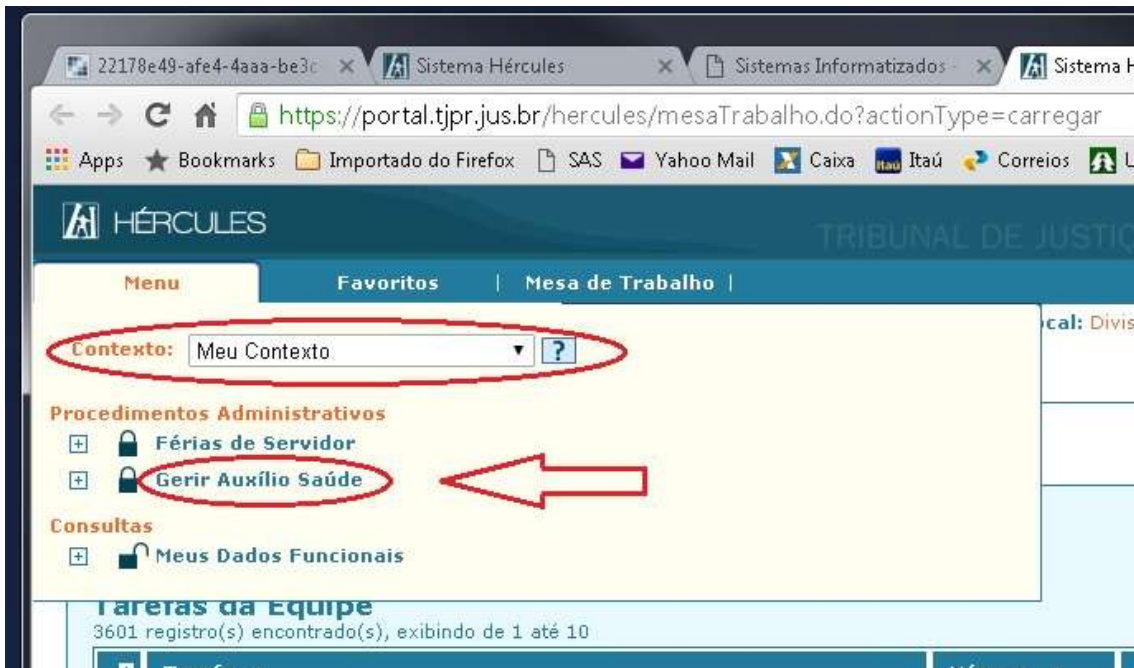 22178e49-afe4-4aaa-be3c Sistema Hércules Sistemas Informatizados - Sistema H
https://portal.tjpr.jus.br/hercules/mesaTrabalho.do?actionType=carregar
Apps Bookmarks Importado do Firefox SAS Yahoo Mail Caixa Itaú Correios L
HÉRCULES
TRIBUNAL DE JUSTIÇ
Menu Favoritos | Mesa de Trabalho |
ocal: Divis
Contexto: Meu Contexto ?
Procedimentos Administrativos
Férias de Servidor
Gerir Auxílio Saúde
Consultas
Meus Dados Funcionais
Tarefas da Equipe
3601 registro(s) encontrado(s), exibindo de 1 até 10